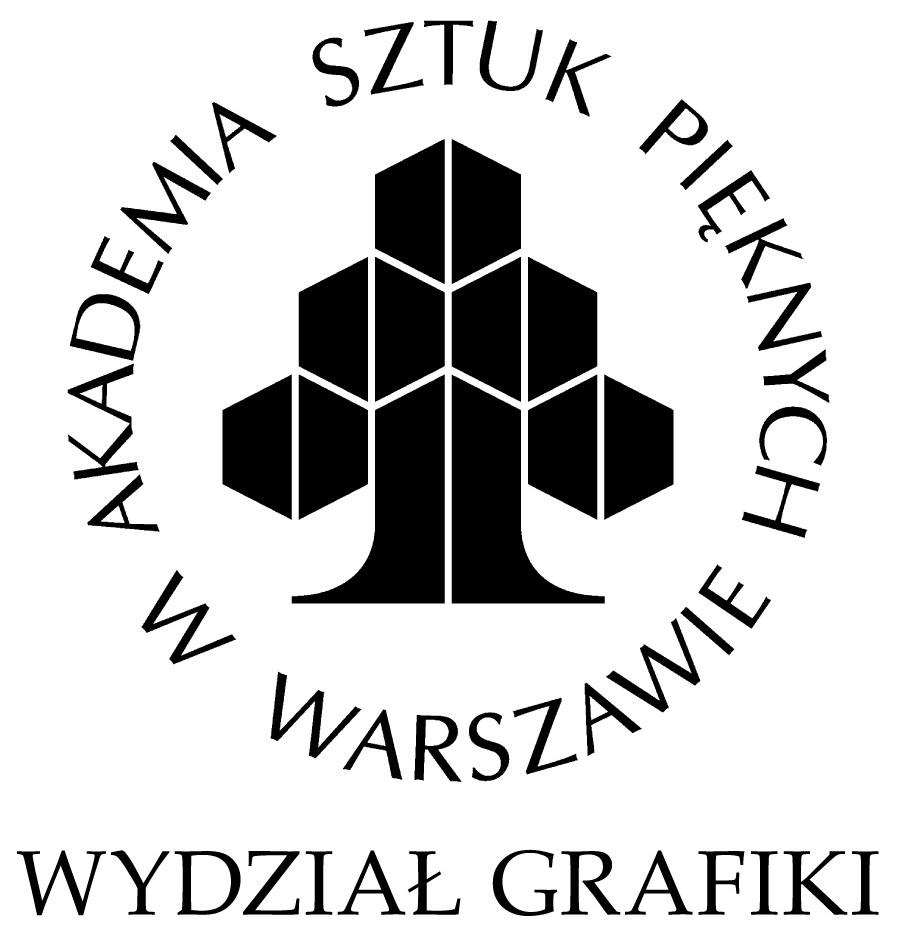 AKADEMIA SZTUK PIĘKNYCH W WARSZAWIE
WYDZIAŁ GRAFIKI